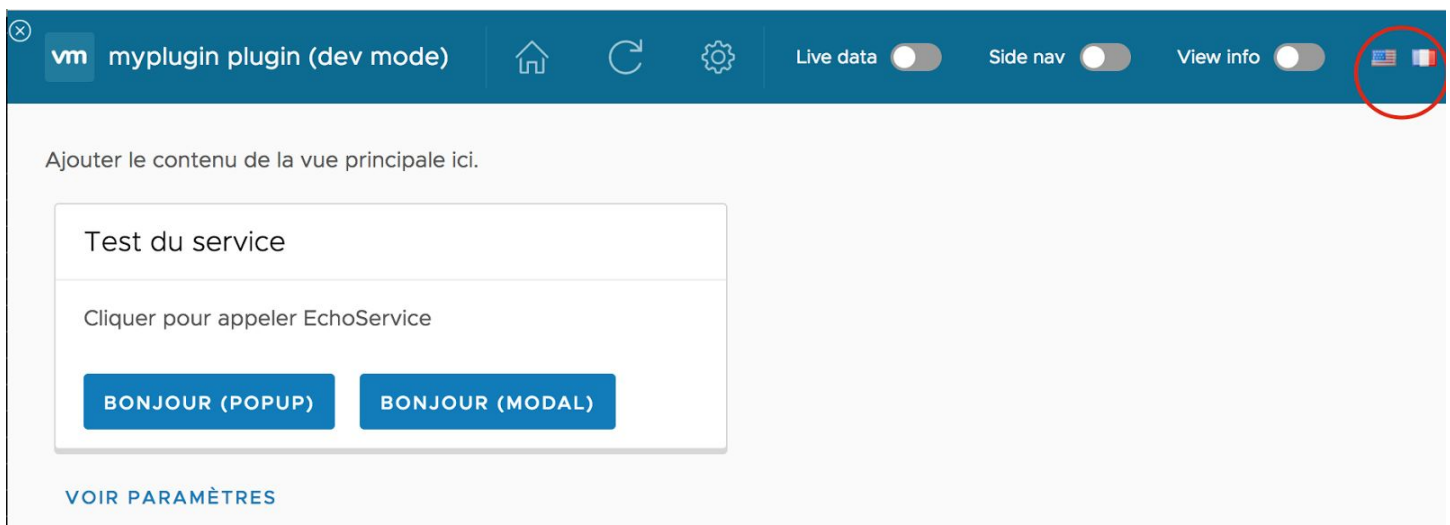 vm myplugin plugin (dev mode) Live data Side nav View info
Ajouter le contenu de la vue principale ici.
Test du service
Cliquer pour appeler EchoService
BONJOUR (POPUP) BONJOUR (MODAL)
VOIR PARAMÈTRES